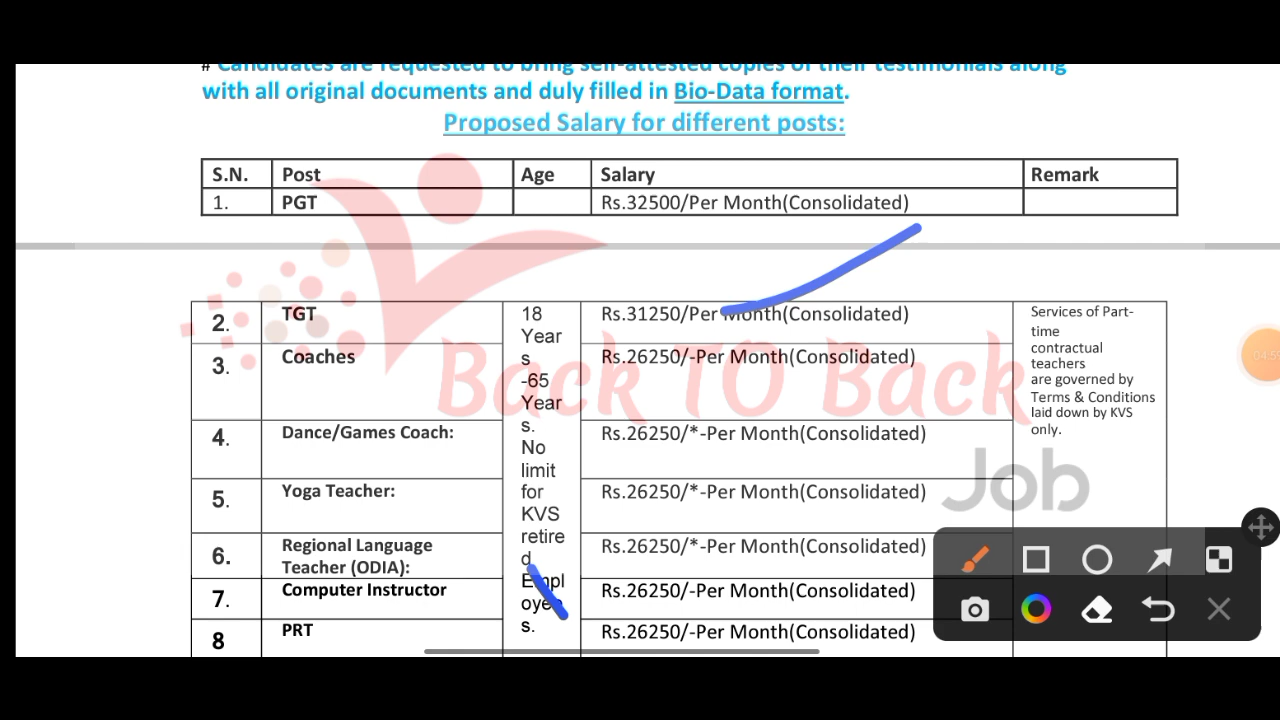 # Candidates are requested to bring self-attested copies of their testimonials along
with all original documents and duly filled in Bio-Data format.
Proposed Salary for different posts:
S.N. Post Age Salary Remark
1. PGT Rs.32500/Per Month(Consolidated)
2. TGT Rs.31250/Per Month(Consolidated)
3. Coaches Rs.26250/-Per Month(Consolidated)
4. Dance/Games Coach: Rs.26250/*-Per Month(Consolidated)
5. Yoga Teacher: Rs.26250/*-Per Month(Consolidated)
6. Regional Language
Teacher (ODIA): Rs.26250/*-Per Month(Consolidated)
7. Computer Instructor Rs.26250/-Per Month(Consolidated)
8 PRT Rs.26250/-Per Month(Consolidated)
18
Year
s
-65
Year
s.
No
limit
for
KVS
retire
d
Empl
oyee
s.
Services of Part-
time
contractual
teachers
are governed by
Terms & Conditions
laid down by KVS
only.
Back TO Back
Job